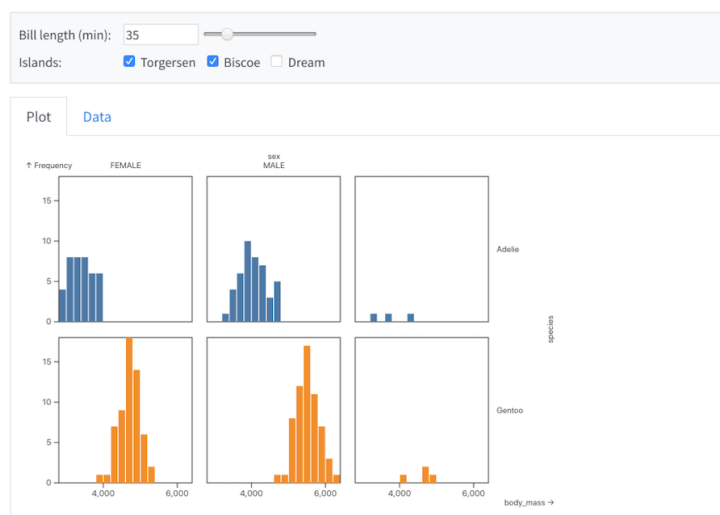 Bill length (min): 35
Islands: Torgersen Biscoe Dream
Plot Data
sex
↑ Frequency FEMALE MALE
15
10
5
0
Adelie
species
15
10
5
0
Gentoo
4,000 6,000 4,000 6,000 4,000 6,000
body_mass →